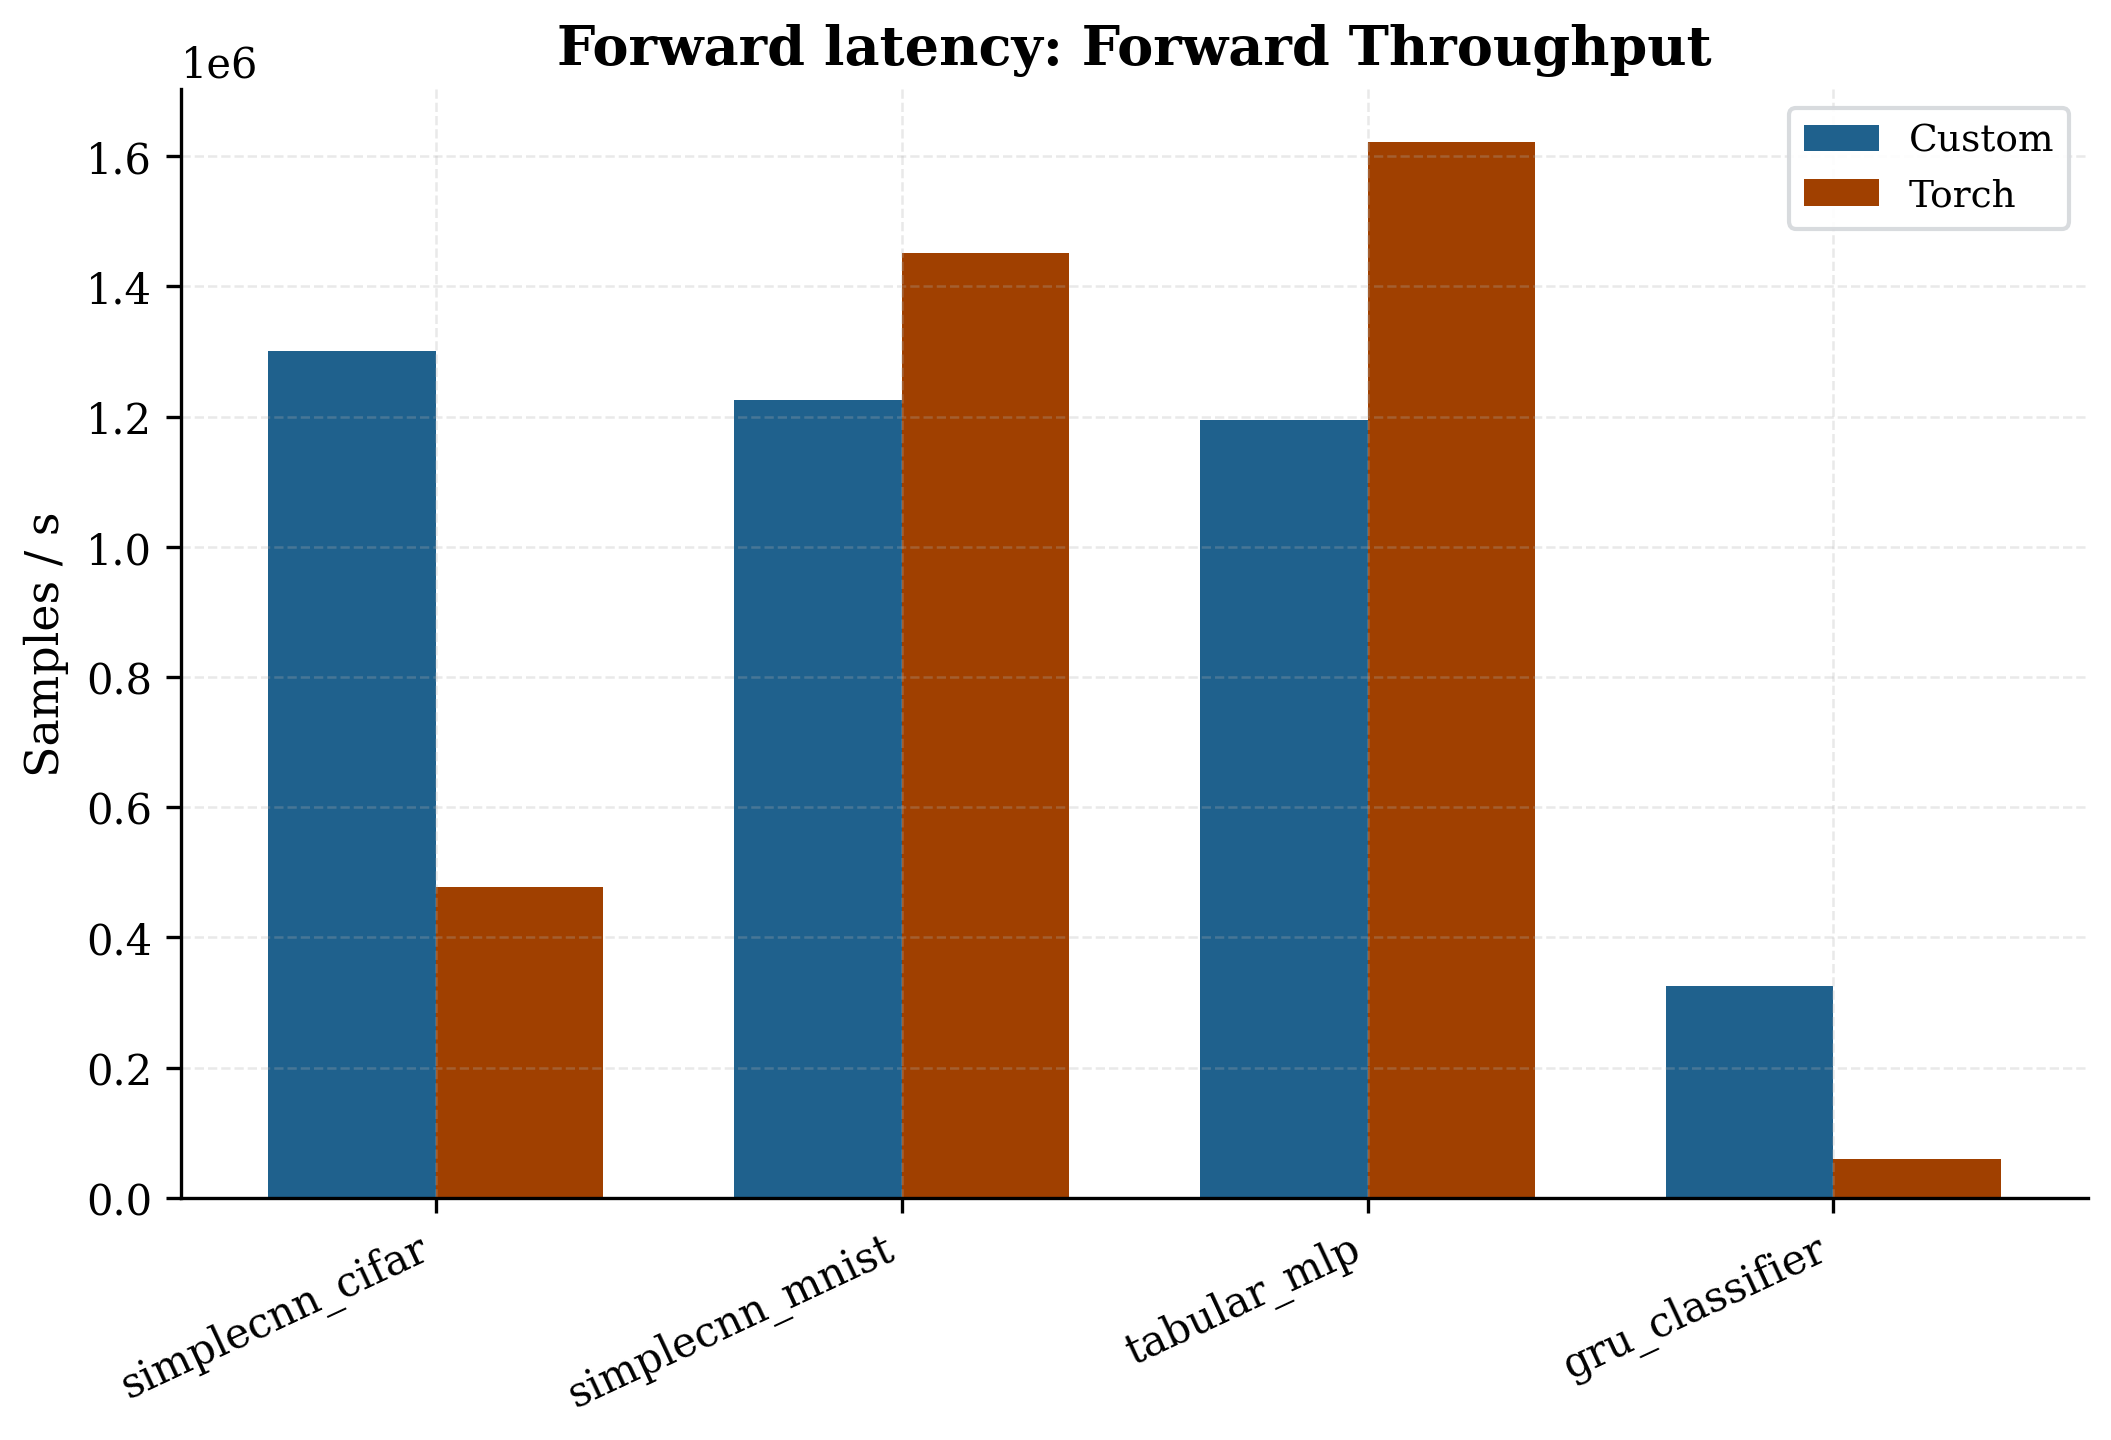 Forward latency: Forward Throughput
1e6
Custom
Torch
1.6
1.4
1.2
1.0
0.8
0.6
0.4
0.2
0.0
Samples / s
simplecnn_cifar
simplecnn_mnist
tabular_mlp
gru_classifier